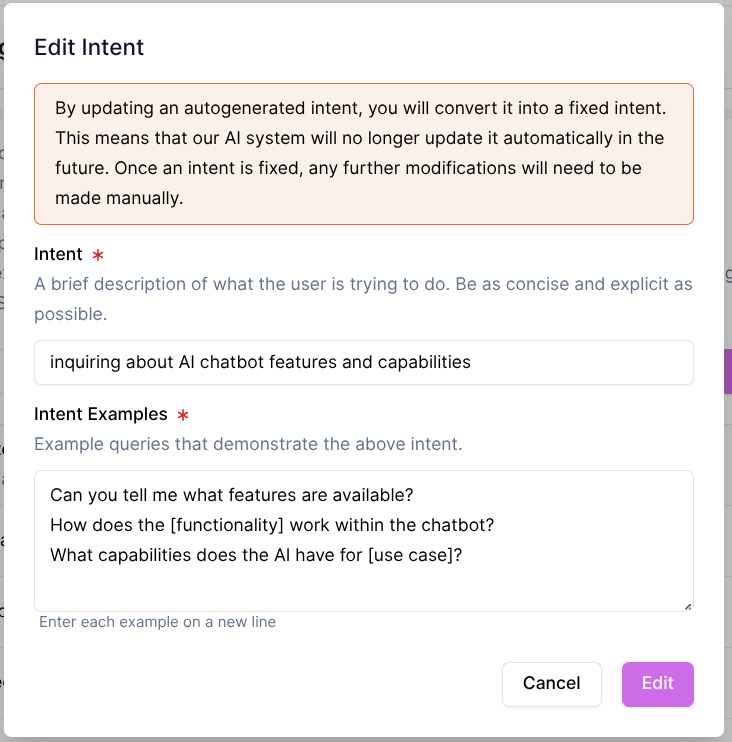 Edit Intent
By updating an autogenerated intent, you will convert it into a fixed intent.
This means that our AI system will no longer update it automatically in the
future. Once an intent is fixed, any further modifications will need to be
made manually.
Intent *
A brief description of what the user is trying to do. Be as concise and explicit as
possible.
inquiring about AI chatbot features and capabilities
Intent Examples *
Example queries that demonstrate the above intent.
Can you tell me what features are available?
How does the [functionality] work within the chatbot?
What capabilities does the AI have for [use case]?
Enter each example on a new line
Cancel
Edit